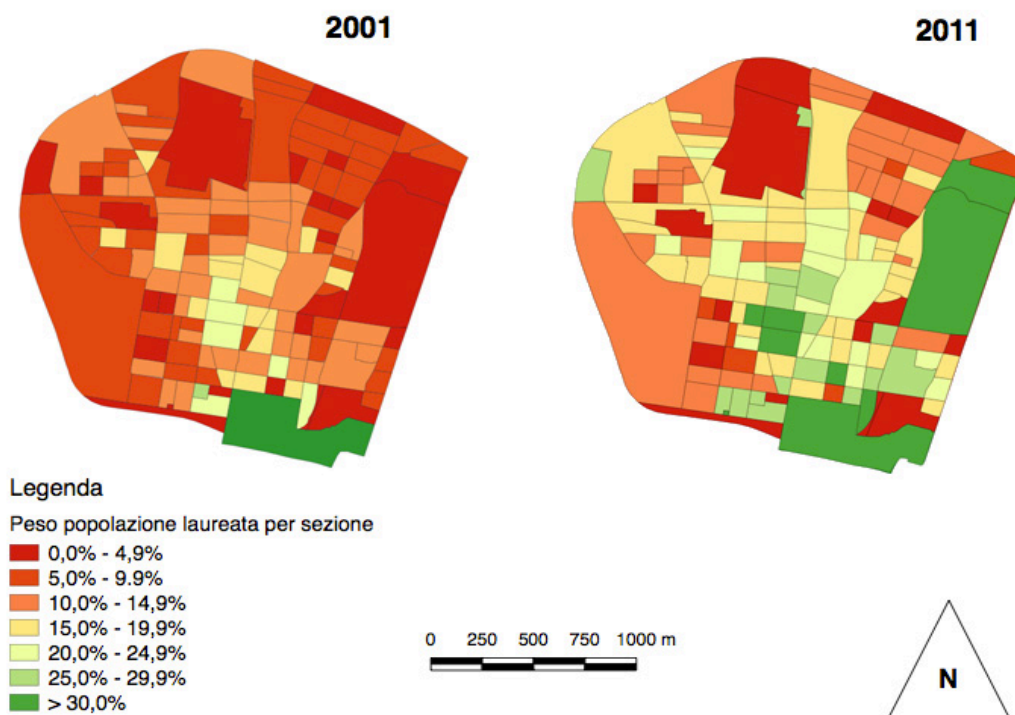 2001
2011
Legenda
Peso popolazione laureata per sezione
0,0% - 4,9%
5,0% - 9.9%
10,0% - 14,9%
15,0% - 19,9%
20,0% - 24,9%
25,0% - 29,9%
> 30,0%
0 250 500 750 1000 m
N